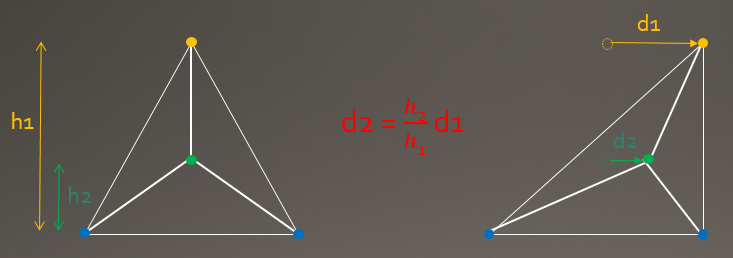 d1
h1
d2 = h₂/h₁ d1
d2
h2